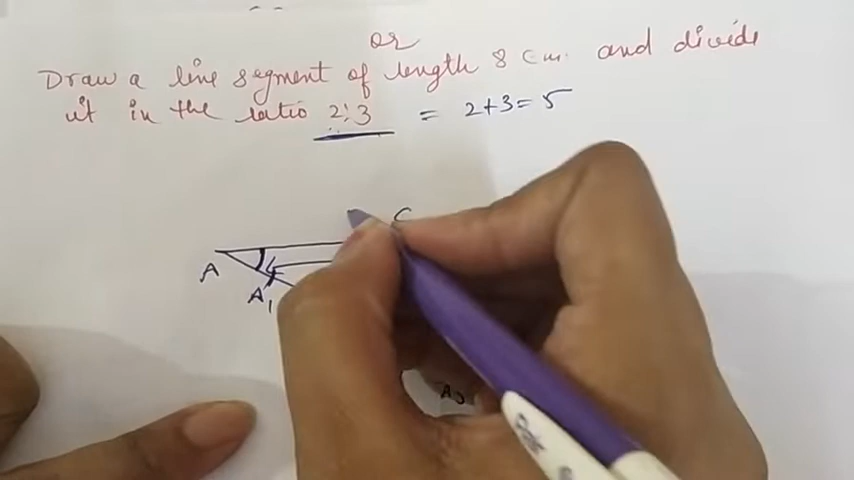 or
Draw a line segment of length 8 cm. and divide
it in the ratio 2:3 = 2+3=5
C
A
A1
A5